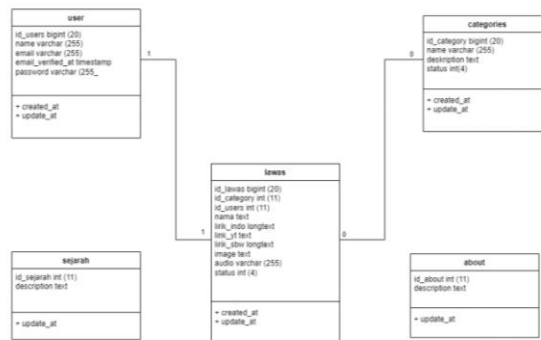 user
id_users bigint (20)
name varchar (255)
email varchar (255)
email_verified_at timestamp
password varchar (255_
+ created_at
+ update_at
1
categories
id_category bigint (20)
name varchar (255)
deskription text
status int(4)
+ created_at
+ update_at
0
lawas
id_lawas bigint (20)
id_category int (11)
id_users int (11)
nama text
lirik_indo longtext
link_yt text
lirik_sbw longtext
image text
audio varchar (255)
status int (4)
+ created_at
+ update_at
1
0
sejarah
id_sejarah int (11)
description text
+ update_at
about
id_about int (11)
description text
+ update_at